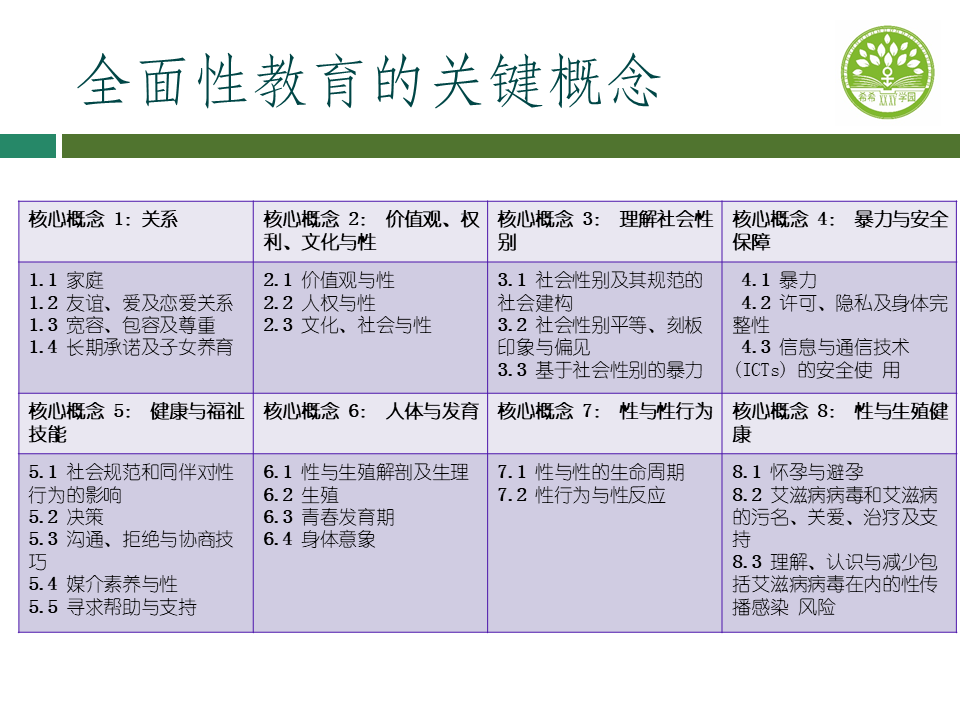 全面性教育的关键概念
希希 学园
核心概念 1: 关系
核心概念 2: 价值观、权
利、文化与性
核心概念 3: 理解社会性
别
核心概念 4: 暴力与安全
保障
1.1 家庭
1.2 友谊、爱及恋爱关系
1.3 宽容、包容及尊重
1.4 长期承诺及子女养育
2.1 价值观与性
2.2 人权与性
2.3 文化、社会与性
3.1 社会性别及其规范的
社会建构
3.2 社会性别平等、刻板
印象与偏见
3.3 基于社会性别的暴力
4.1 暴力
4.2 许可、隐私及身体完
整性
4.3 信息与通信技术
(ICTs) 的安全使 用
核心概念 5: 健康与福祉
技能
核心概念 6: 人体与发育
核心概念 7: 性与性行为
核心概念 8: 性与生殖健
康
5.1 社会规范和同伴对性
行为的影响
5.2 决策
5.3 沟通、拒绝与协商技
巧
5.4 媒介素养与性
5.5 寻求帮助与支持
6.1 性与生殖解剖及生理
6.2 生殖
6.3 青春发育期
6.4 身体意象
7.1 性与性的生命周期
7.2 性行为与性反应
8.1 怀孕与避孕
8.2 艾滋病病毒和艾滋病
的污名、关爱、治疗及支
持
8.3 理解、认识与减少包
括艾滋病病毒在内的性传
播感染 风险